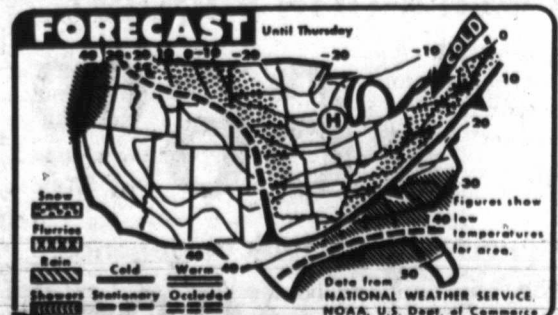 FORECAST Until Thursday
40 30 20 10 0 -10 -20 -20 -10 COLD 0
10
20
H
30
Figures show
low
temperatures
for area.
40
40
40
50
Snow
Flurries
Rain
Showers
Cold Warm
Stationary Occluded
Data from
NATIONAL WEATHER SERVICE,
NOAA, U.S. Dept. of Commerce